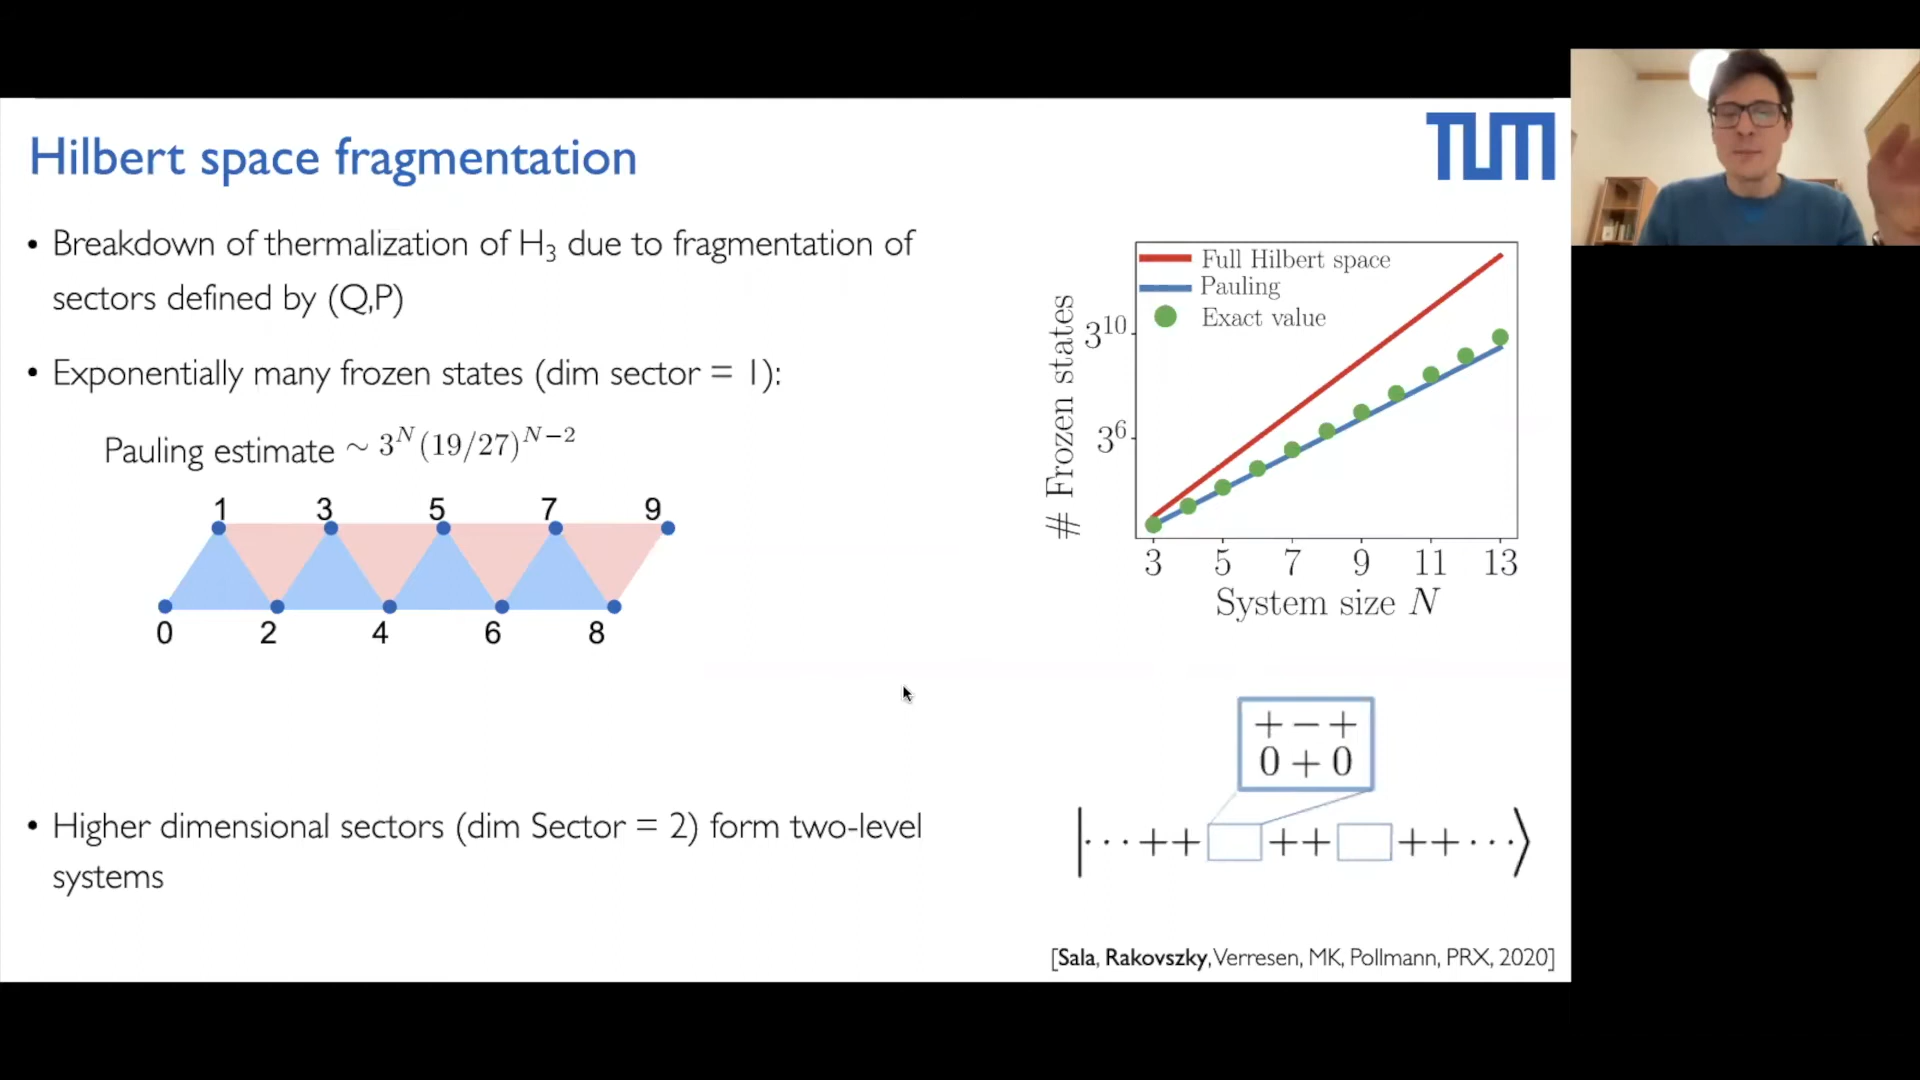 Hilbert space fragmentation
TUM
• Breakdown of thermalization of H₃ due to fragmentation of
sectors defined by (Q,P)
• Exponentially many frozen states (dim sector = 1):
Pauling estimate ~ 3^N (19/27)^{N−2}
1 3 5 7 9
0 2 4 6 8
• Higher dimensional sectors (dim Sector = 2) form two-level
systems
Full Hilbert space
Pauling
Exact value
# Frozen states
3^10
3^6
3 5 7 9 11 13
System size N
+ − +
0 + 0
|··· + + + + + + ···⟩
[Sala, Rakovszky, Verresen, MK, Pollmann, PRX, 2020]